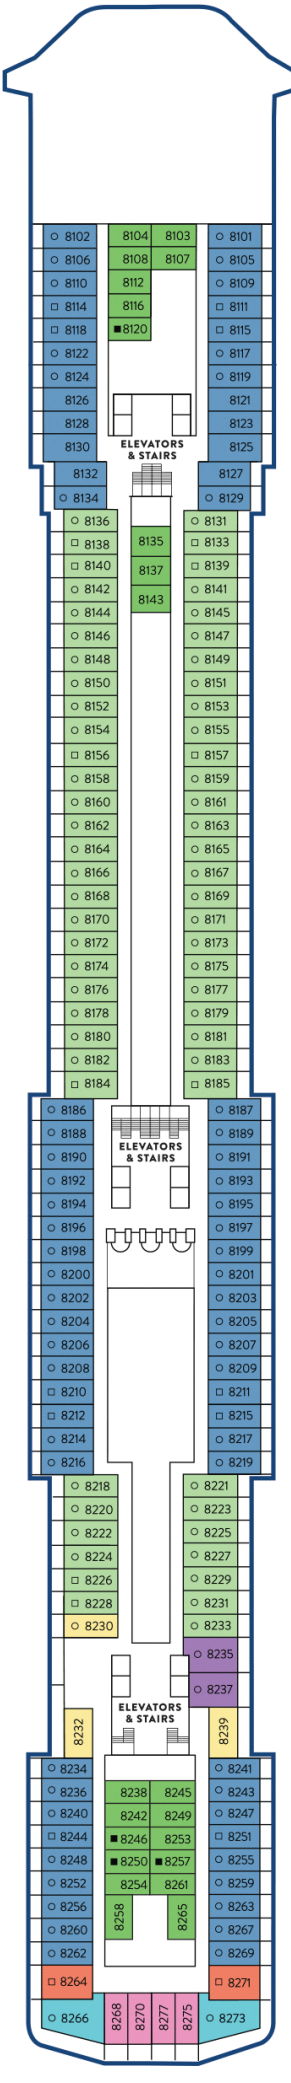 ○ 8102 8104 8103 ○ 8101
○ 8106 8108 8107 ○ 8105
○ 8110 8112 ○ 8109
□ 8114 8116 □ 8111
□ 8118 ■ 8120 □ 8115
○ 8122 ○ 8117
○ 8124 ○ 8119
8126 8121
8128 8123
8130 8125
ELEVATORS
& STAIRS
8132 8127
○ 8134 ○ 8129
○ 8136 ○ 8131
□ 8138 8135 □ 8133
□ 8140 8137 □ 8139
○ 8142 8143 ○ 8141
○ 8144 ○ 8145
○ 8146 ○ 8147
○ 8148 ○ 8149
○ 8150 ○ 8151
○ 8152 ○ 8153
○ 8154 ○ 8155
□ 8156 □ 8157
○ 8158 ○ 8159
○ 8160 ○ 8161
○ 8162 ○ 8163
○ 8164 ○ 8165
○ 8166 ○ 8167
○ 8168 ○ 8169
○ 8170 ○ 8171
○ 8172 ○ 8173
○ 8174 ○ 8175
○ 8176 ○ 8177
○ 8178 ○ 8179
○ 8180 ○ 8181
○ 8182 ○ 8183
□ 8184 □ 8185
○ 8186 ○ 8187
○ 8188 ○ 8189
ELEVATORS
& STAIRS
○ 8190 ○ 8191
○ 8192 ○ 8193
○ 8194 ○ 8195
○ 8196 ○ 8197
○ 8198 ○ 8199
○ 8200 ○ 8201
○ 8202 ○ 8203
○ 8204 ○ 8205
○ 8206 ○ 8207
○ 8208 ○ 8209
□ 8210 □ 8211
□ 8212 □ 8215
○ 8214 ○ 8217
○ 8216 ○ 8219
○ 8218 ○ 8221
○ 8220 ○ 8223
○ 8222 ○ 8225
○ 8224 ○ 8227
□ 8226 ○ 8229
□ 8228 ○ 8231
○ 8230 ○ 8233
○ 8235
○ 8237
ELEVATORS
& STAIRS
8232 8239
○ 8234 ○ 8241
○ 8236 8238 8245 ○ 8243
○ 8240 8242 8249 ○ 8247
□ 8244 ■ 8246 8253 □ 8251
○ 8248 ■ 8250 ■ 8257 ○ 8255
○ 8252 8254 8261 ○ 8259
○ 8256 8258 8265 ○ 8263
○ 8260 ○ 8267
○ 8262 ○ 8269
□ 8264 □ 8271
○ 8266 8268 8270 8277 8275 ○ 8273